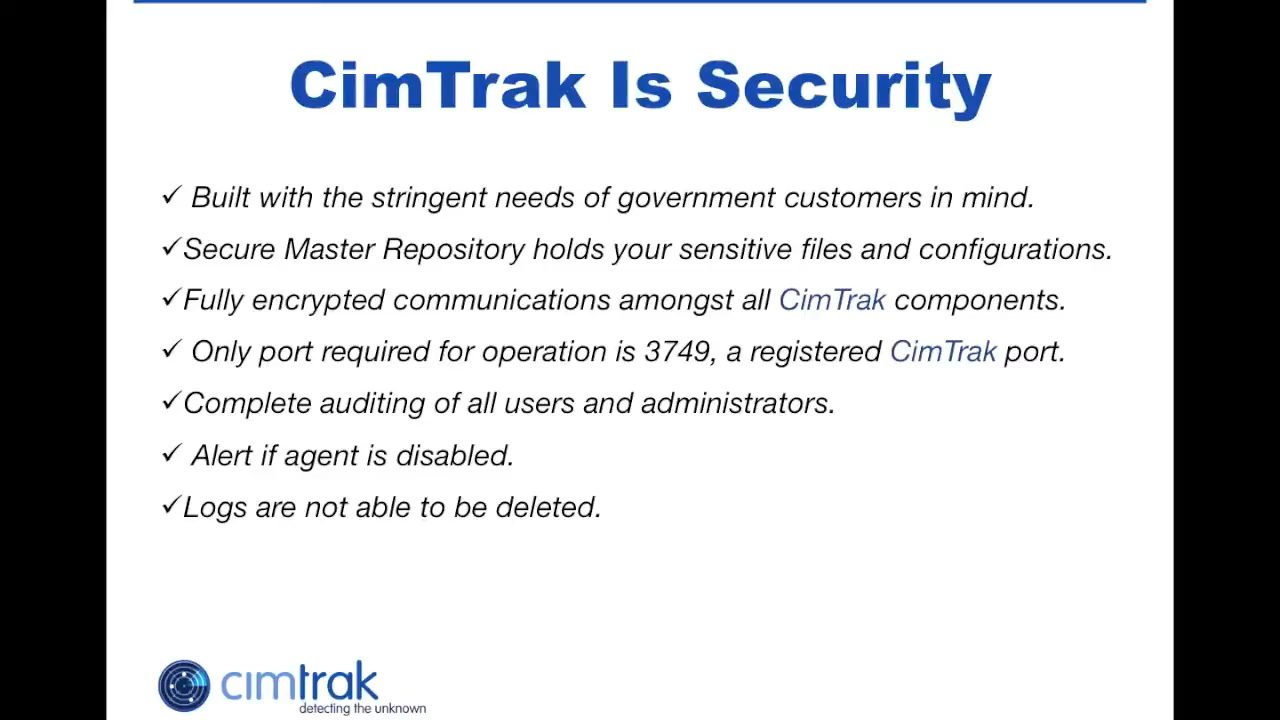 CimTrak Is Security
✓ Built with the stringent needs of government customers in mind.
✓Secure Master Repository holds your sensitive files and configurations.
✓Fully encrypted communications amongst all CimTrak components.
✓ Only port required for operation is 3749, a registered CimTrak port.
✓Complete auditing of all users and administrators.
✓ Alert if agent is disabled.
✓Logs are not able to be deleted.
cimtrak
detecting the unknown